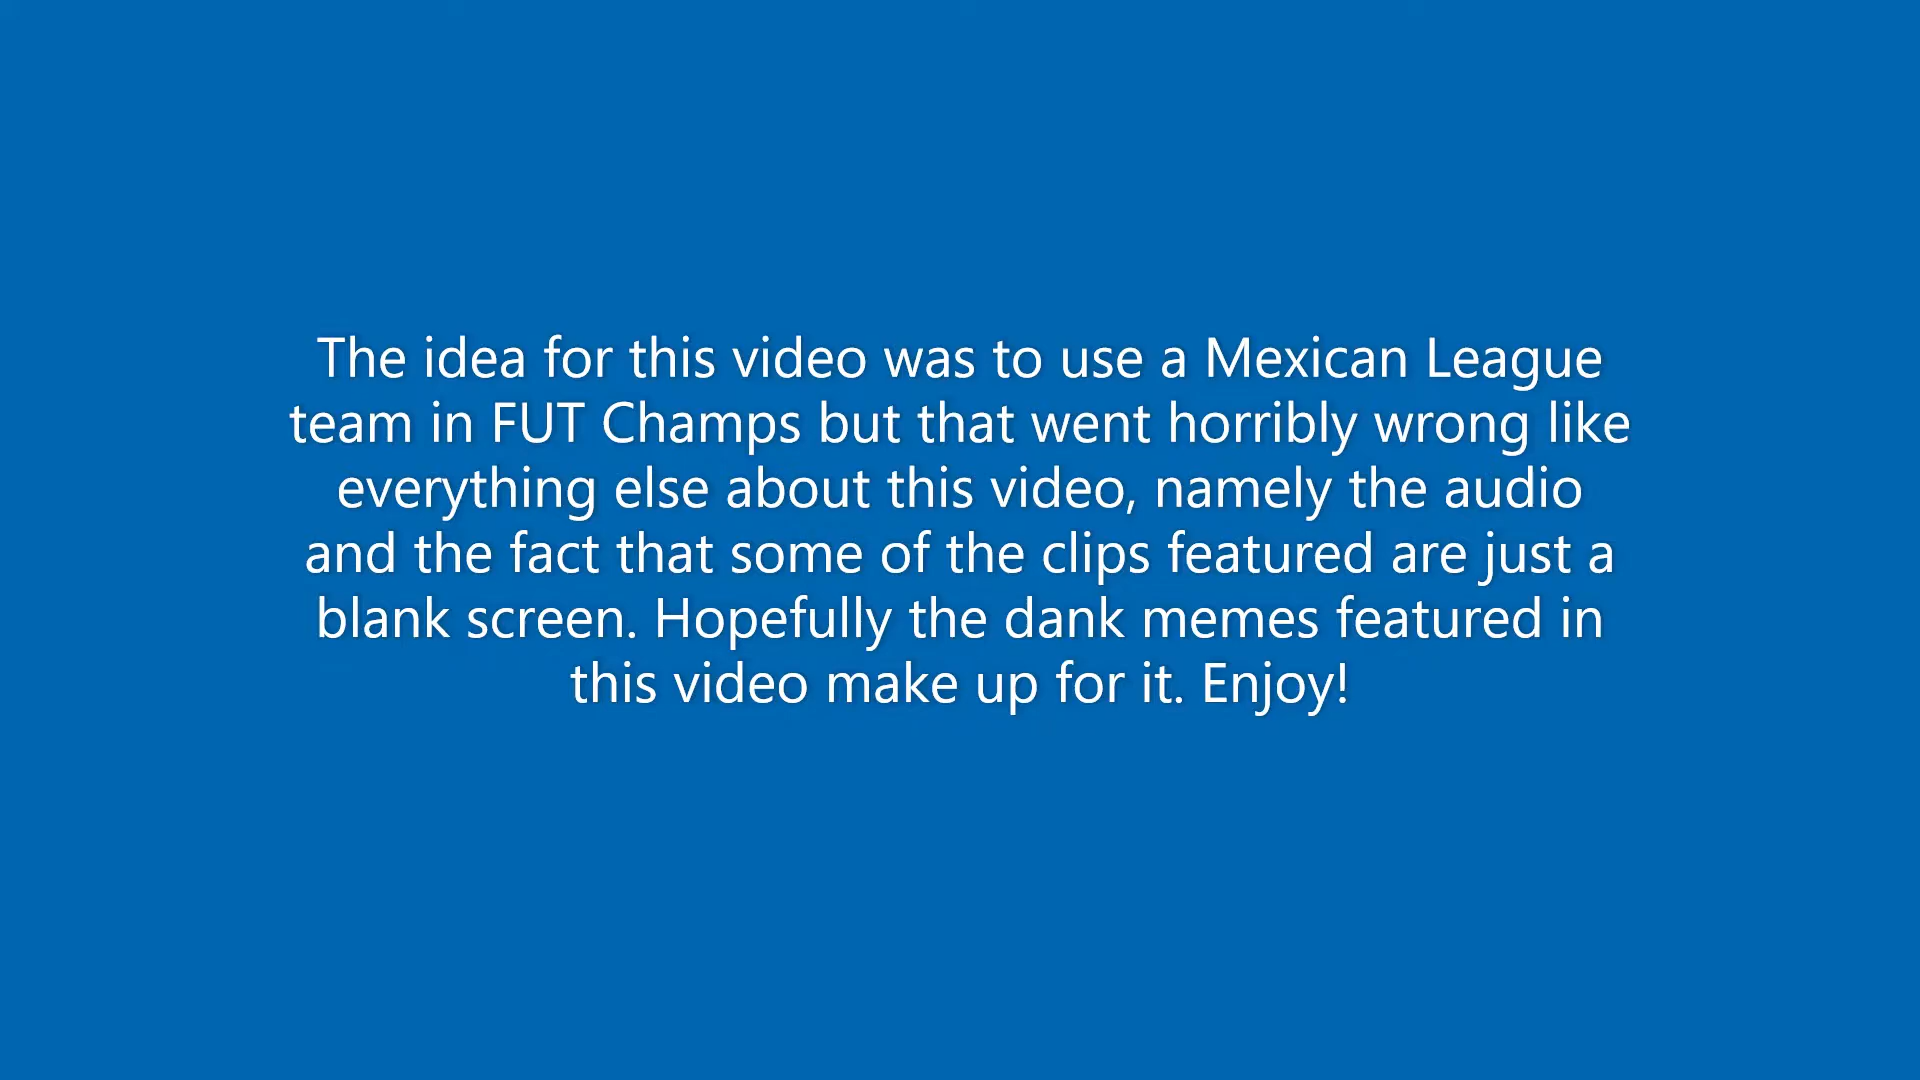 The idea for this video was to use a Mexican League
team in FUT Champs but that went horribly wrong like
everything else about this video, namely the audio
and the fact that some of the clips featured are just a
blank screen. Hopefully the dank memes featured in
this video make up for it. Enjoy!